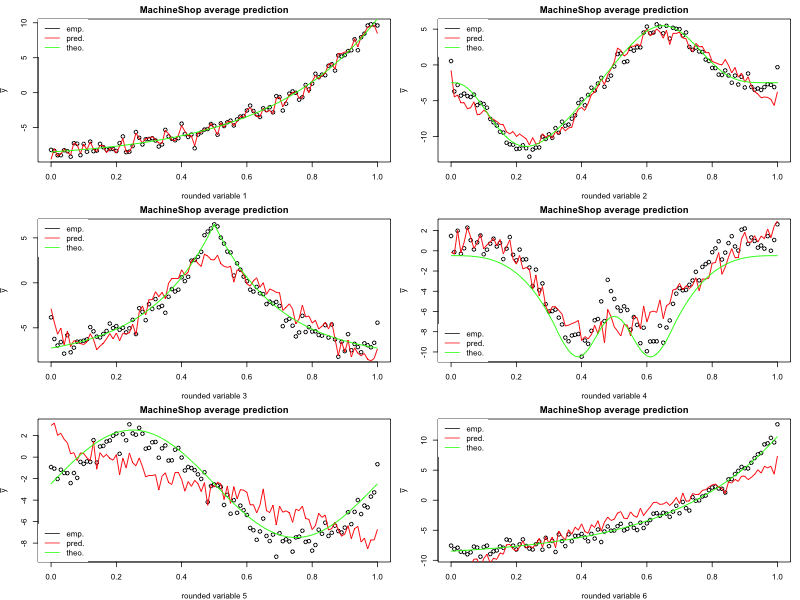 MachineShop average prediction
10
5
0
-5
y
emp.
pred.
theo.
0.0 0.2 0.4 0.6 0.8 1.0
rounded variable 1
MachineShop average prediction
5
0
-5
-10
y
emp.
pred.
theo.
0.0 0.2 0.4 0.6 0.8 1.0
rounded variable 2
MachineShop average prediction
5
0
-5
y
emp.
pred.
theo.
0.0 0.2 0.4 0.6 0.8 1.0
rounded variable 3
MachineShop average prediction
2
0
-2
-4
-6
-8
-10
y
emp.
pred.
theo.
0.0 0.2 0.4 0.6 0.8 1.0
rounded variable 4
MachineShop average prediction
2
0
-2
-4
-6
-8
y
emp.
pred.
theo.
0.0 0.2 0.4 0.6 0.8 1.0
rounded variable 5
MachineShop average prediction
10
5
0
-5
-10
y
emp.
pred.
theo.
0.0 0.2 0.4 0.6 0.8 1.0
rounded variable 6